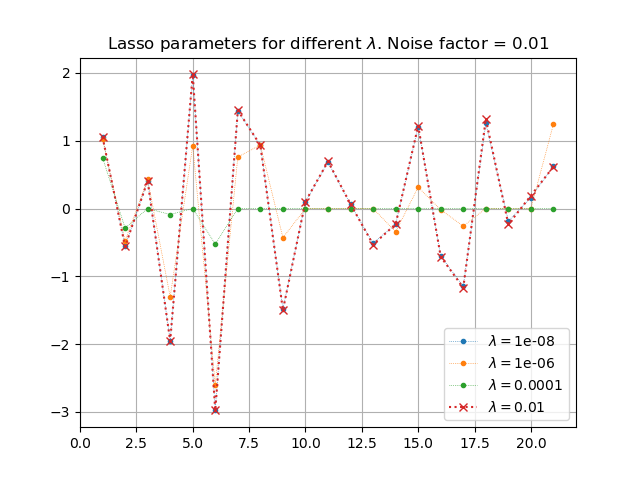 Lasso parameters for different λ. Noise factor = 0.01
2
1
0
−1
−2
−3
0.0 2.5 5.0 7.5 10.0 12.5 15.0 17.5 20.0
λ = 1e-08
λ = 1e-06
λ = 0.0001
λ = 0.01